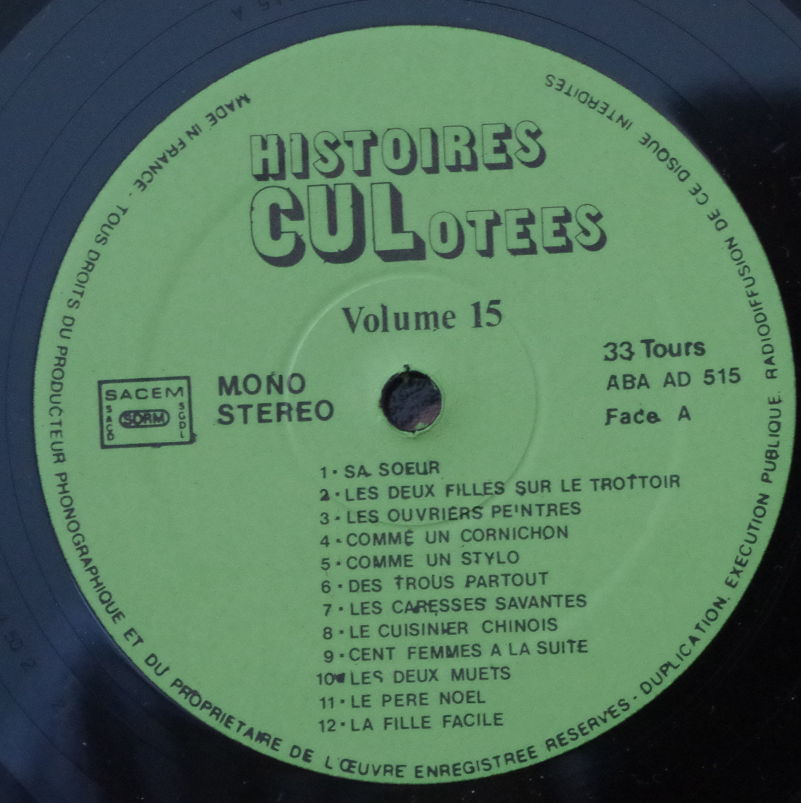 HISTOIRES
CULOTEES
Volume 15
33 Tours
ABA AD 515
Face A
MONO
STEREO
SACEM
SACD
SDRM
SGDL
1 • SA SOEUR
2 • LES DEUX FILLES SUR LE TROTTOIR
3 • LES OUVRIERS PEINTRES
4 • COMME UN CORNICHON
5 • COMME UN STYLO
6 • DES TROUS PARTOUT
7 • LES CARESSES SAVANTES
8 • LE CUISINIER CHINOIS
9 • CENT FEMMES A LA SUITE
10 • LES DEUX MUETS
11 • LE PERE NOEL
12 • LA FILLE FACILE
MADE IN FRANCE - TOUS DROITS DU PRODUCTEUR PHONOGRAPHIQUE ET DU PROPRIETAIRE DE L'ŒUVRE ENREGISTREE RESERVES - DUPLICATION, EXECUTION PUBLIQUE, RADIODIFFUSION DE CE DISQUE INTERDITES